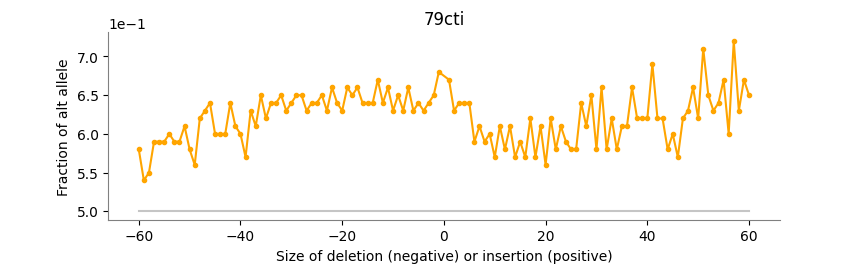 79cti
1e−1
7.0
6.5
6.0
5.5
5.0
Fraction of alt allele
−60 −40 −20 0 20 40 60
Size of deletion (negative) or insertion (positive)